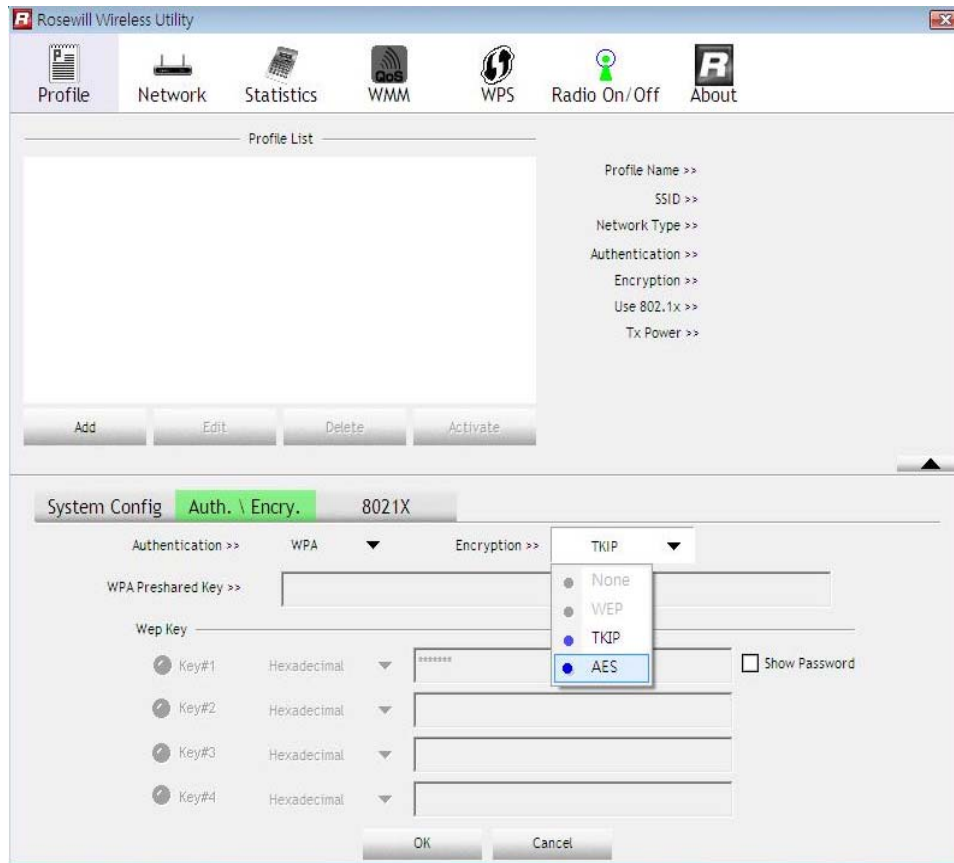 Rosewill Wireless Utility
Profile Network Statistics WMM WPS Radio On/Off About
QoS
Profile List
Profile Name >>
SSID >>
Network Type >>
Authentication >>
Encryption >>
Use 802.1x >>
Tx Power >>
Add Edit Delete Activate
System Config Auth. \ Encry. 8021X
Authentication >> WPA Encryption >> TKIP
None
WEP
TKIP
AES
WPA Preshared Key >>
Wep Key
Key#1 Hexadecimal ******* Show Password
Key#2 Hexadecimal
Key#3 Hexadecimal
Key#4 Hexadecimal
OK Cancel